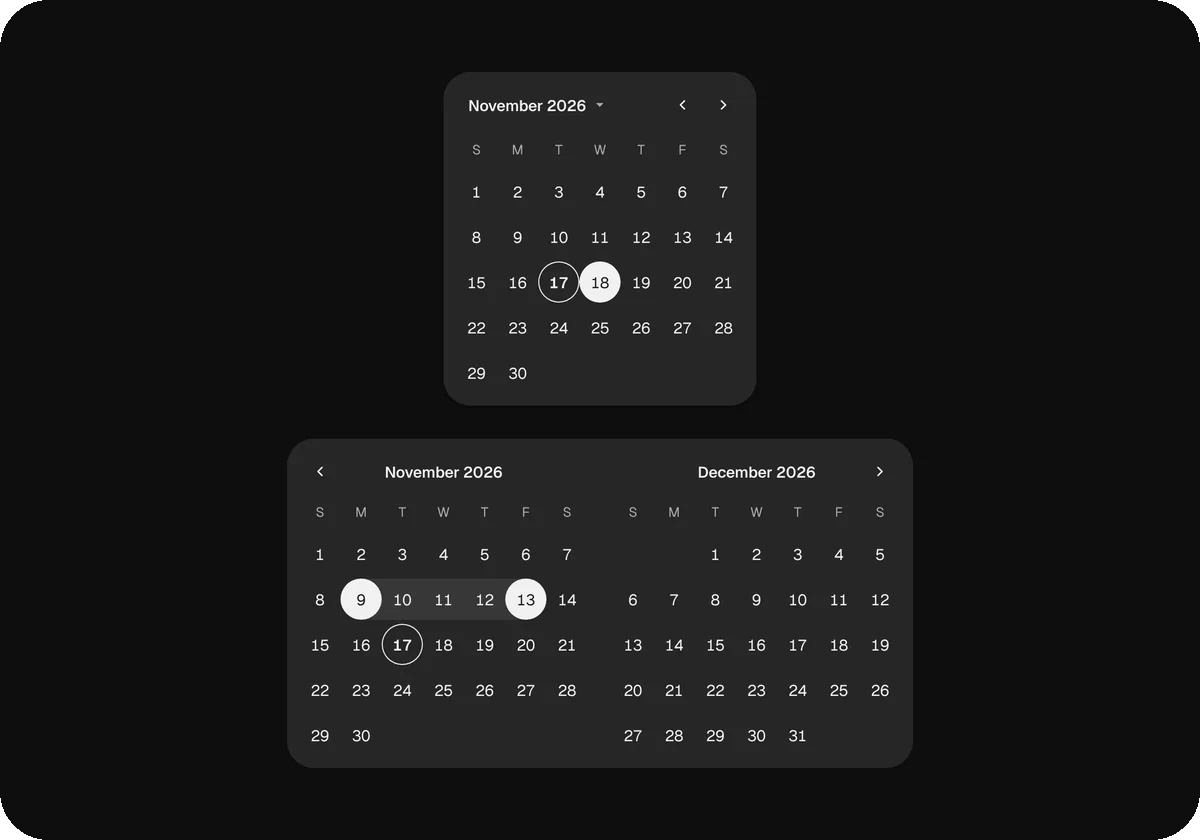 November 2026
S M T W T F S
1 2 3 4 5 6 7
8 9 10 11 12 13 14
15 16 17 18 19 20 21
22 23 24 25 26 27 28
29 30
November 2026
S M T W T F S
1 2 3 4 5 6 7
8 9 10 11 12 13 14
15 16 17 18 19 20 21
22 23 24 25 26 27 28
29 30
December 2026
S M T W T F S
1 2 3 4 5
6 7 8 9 10 11 12
13 14 15 16 17 18 19
20 21 22 23 24 25 26
27 28 29 30 31